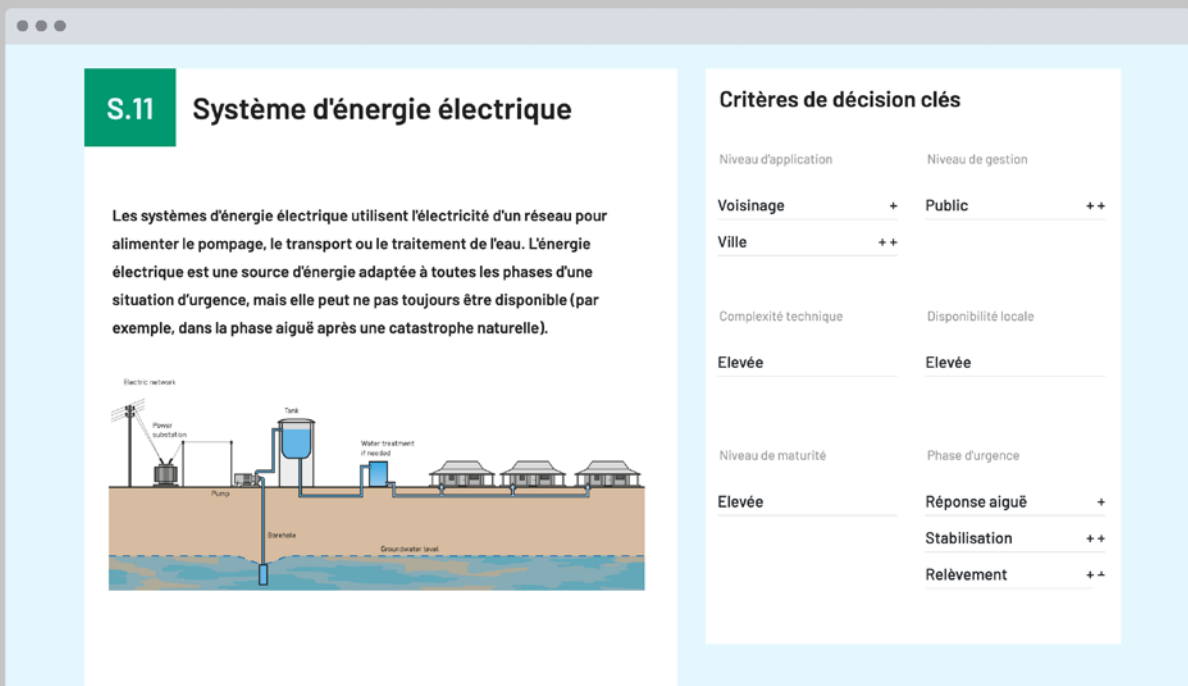 S.11 Système d'énergie électrique
Les systèmes d'énergie électrique utilisent l'électricité d'un réseau pour
alimenter le pompage, le transport ou le traitement de l'eau. L'énergie
électrique est une source d'énergie adaptée à toutes les phases d'une
situation d'urgence, mais elle peut ne pas toujours être disponible (par
exemple, dans la phase aiguë après une catastrophe naturelle).
Electric network
Power
substation
Tank
Water treatment
if needed
Pump
Borehole
Groundwater level
Critères de décision clés
Niveau d'application
Voisinage +
Ville ++
Niveau de gestion
Public ++
Complexité technique
Elevée
Disponibilité locale
Elevée
Niveau de maturité
Elevée
Phase d'urgence
Réponse aiguë +
Stabilisation ++
Relèvement ++